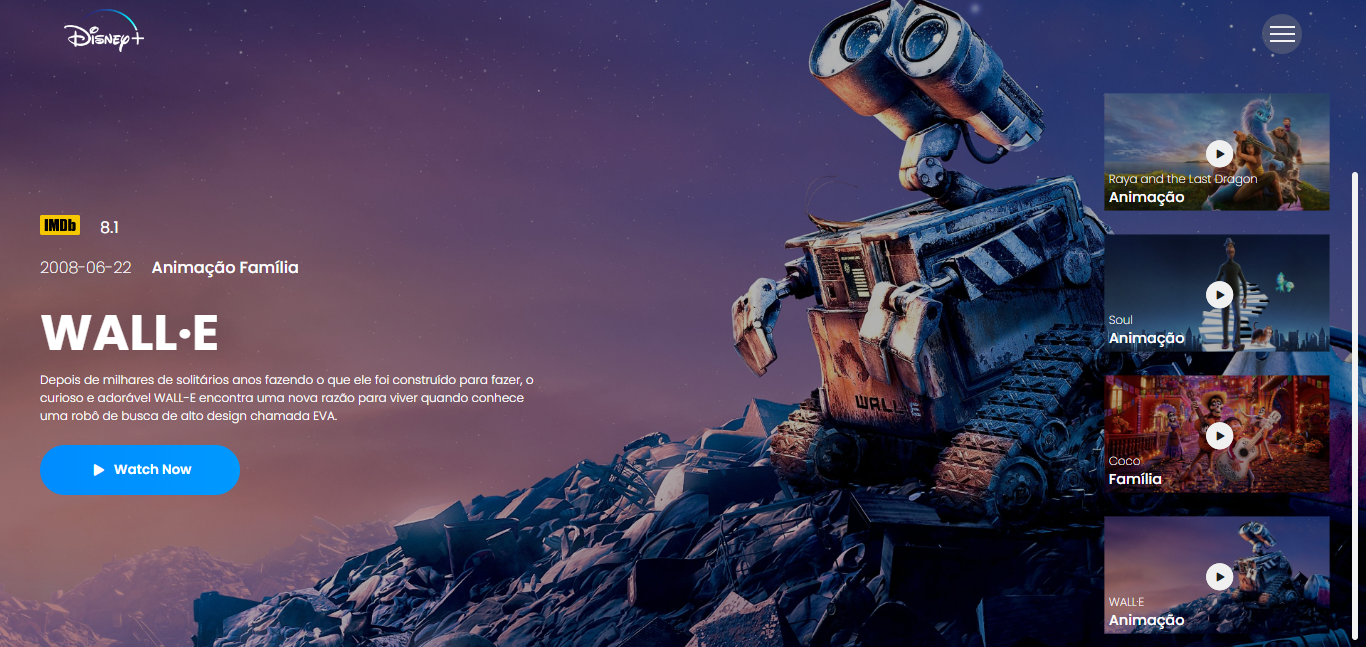 Disney+
IMDb 8.1
2008-06-22 Animação Família
WALL·E
Depois de milhares de solitários anos fazendo o que ele foi construído para fazer, o
curioso e adorável WALL-E encontra uma nova razão para viver quando conhece
uma robô de busca de alto design chamada EVA.
Watch Now
WALL-E
Raya and the Last Dragon
Animação
Soul
Animação
Coco
Família
WALL·E
Animação